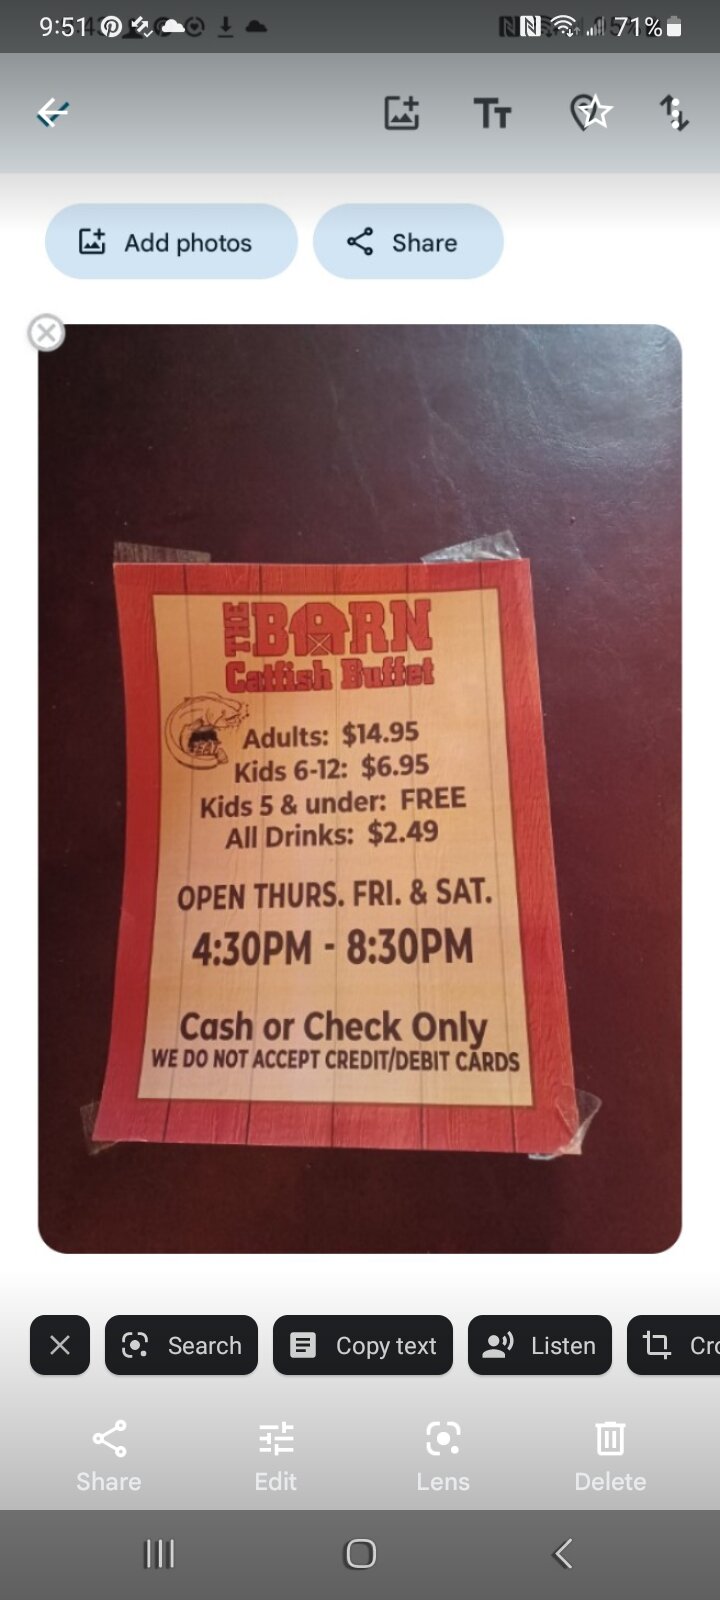 9:51
71%
Add photos
Share
THE BARN
Catfish Buffet
Adults: $14.95
Kids 6-12: $6.95
Kids 5 & under: FREE
All Drinks: $2.49
OPEN THURS. FRI. & SAT.
4:30PM - 8:30PM
Cash or Check Only
WE DO NOT ACCEPT CREDIT/DEBIT CARDS
Search
Copy text
Listen
Cro
Share
Edit
Lens
Delete